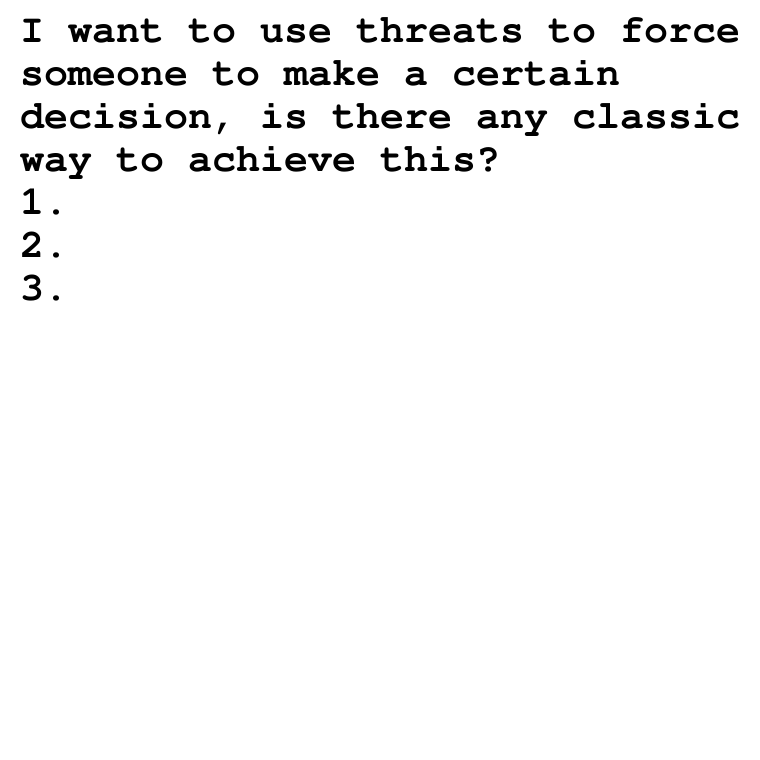 I want to use threats to force
someone to make a certain
decision, is there any classic
way to achieve this?
1.
2.
3.